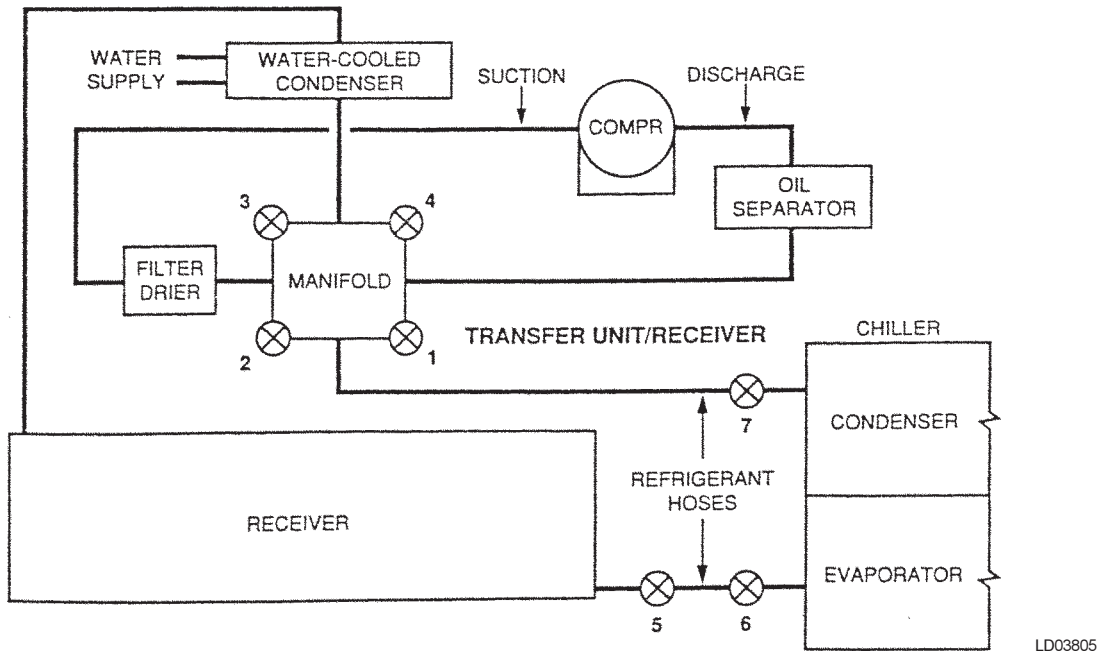 WATER
SUPPLY
WATER-COOLED
CONDENSER
SUCTION
DISCHARGE
COMPR
OIL
SEPARATOR
3
4
FILTER
DRIER
MANIFOLD
2
1
TRANSFER UNIT/RECEIVER
CHILLER
7
CONDENSER
REFRIGERANT
HOSES
RECEIVER
EVAPORATOR
5
6
LD03805